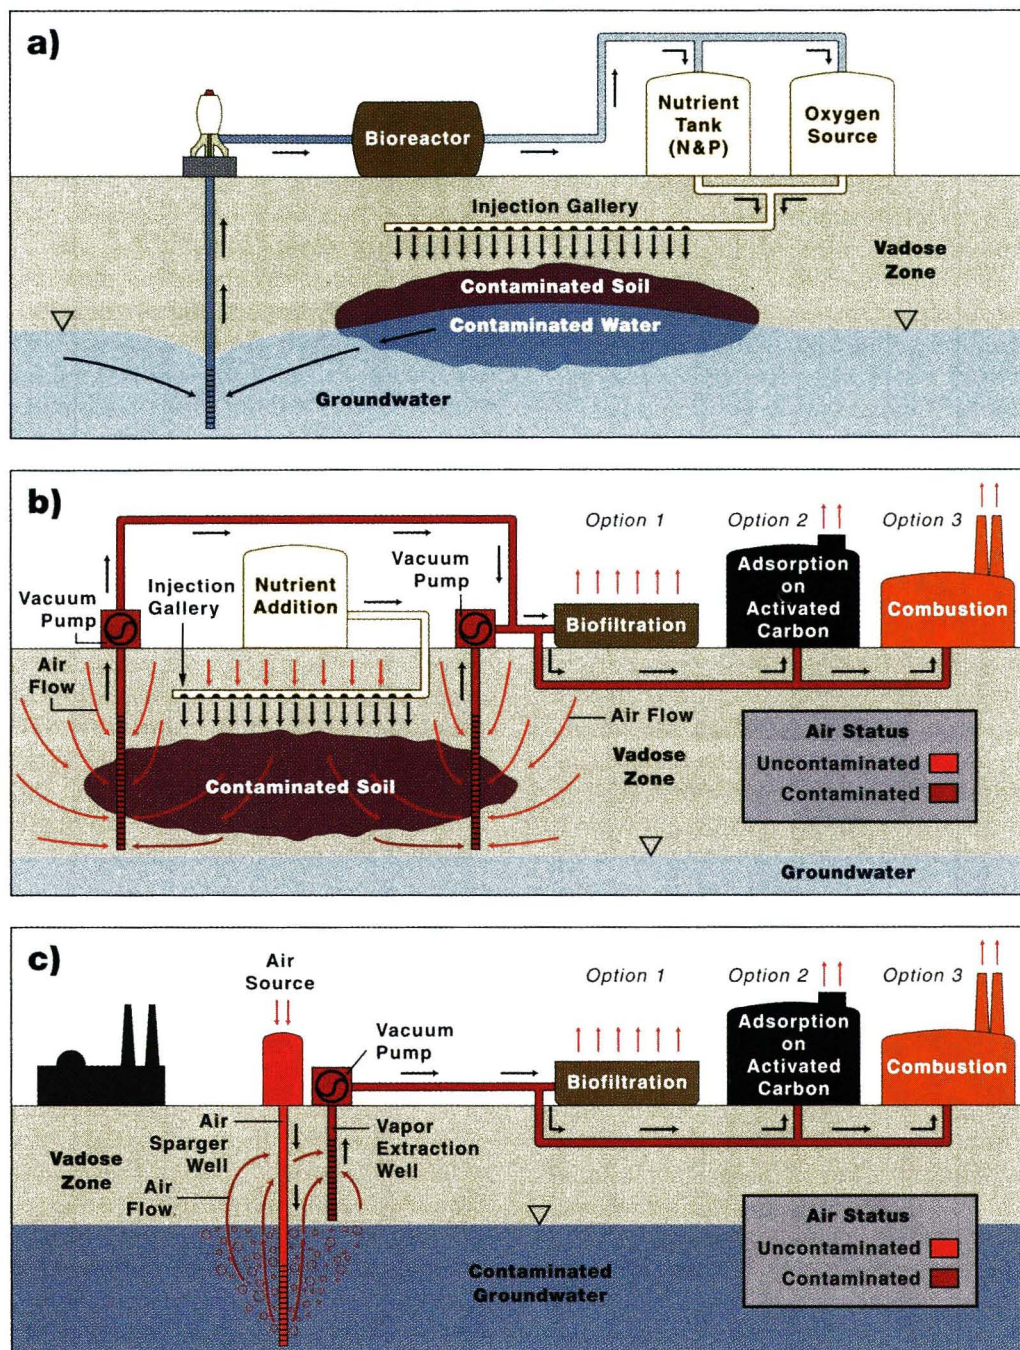 a)
Bioreactor
Nutrient
Tank
(N&P)
Oxygen
Source
Injection Gallery
Vadose
Zone
Contaminated Soil
Contaminated Water
Groundwater
b)
Option 1
Option 2
Option 3
Vacuum
Pump
Injection
Gallery
Nutrient
Addition
Vacuum
Pump
Biofiltration
Adsorption
on
Activated
Carbon
Combustion
Air
Flow
Air Flow
Vadose
Zone
Contaminated Soil
Air Status
Uncontaminated
Contaminated
Groundwater
c)
Air
Source
Vacuum
Pump
Option 1
Option 2
Option 3
Biofiltration
Adsorption
on
Activated
Carbon
Combustion
Air
Sparger
Well
Vapor
Extraction
Well
Vadose
Zone
Air
Flow
Contaminated
Groundwater
Air Status
Uncontaminated
Contaminated